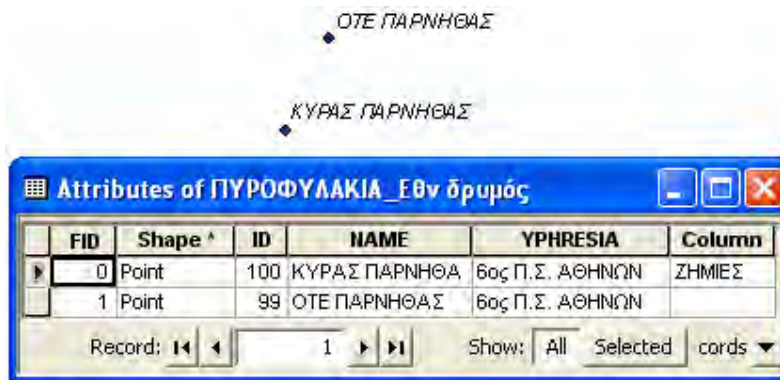 ΟΤΕ ΠΑΡΝΗΘΑΣ
ΚΥΡΑΣ ΠΑΡΝΗΘΑΣ
Attributes of ΠΥΡΟΦΥΛΑΚΙΑ_Εθν δρυμός
FID Shape * ID NAME YPHRESIA Column
0 Point 100 ΚΥΡΑΣ ΠΑΡΝΗΘΑ 6ος Π.Σ. ΑΘΗΝΩΝ ΖΗΜΙΕΣ
1 Point 99 ΟΤΕ ΠΑΡΝΗΘΑΣ 6ος Π.Σ. ΑΘΗΝΩΝ
Record: 1 Show: All Selected cords